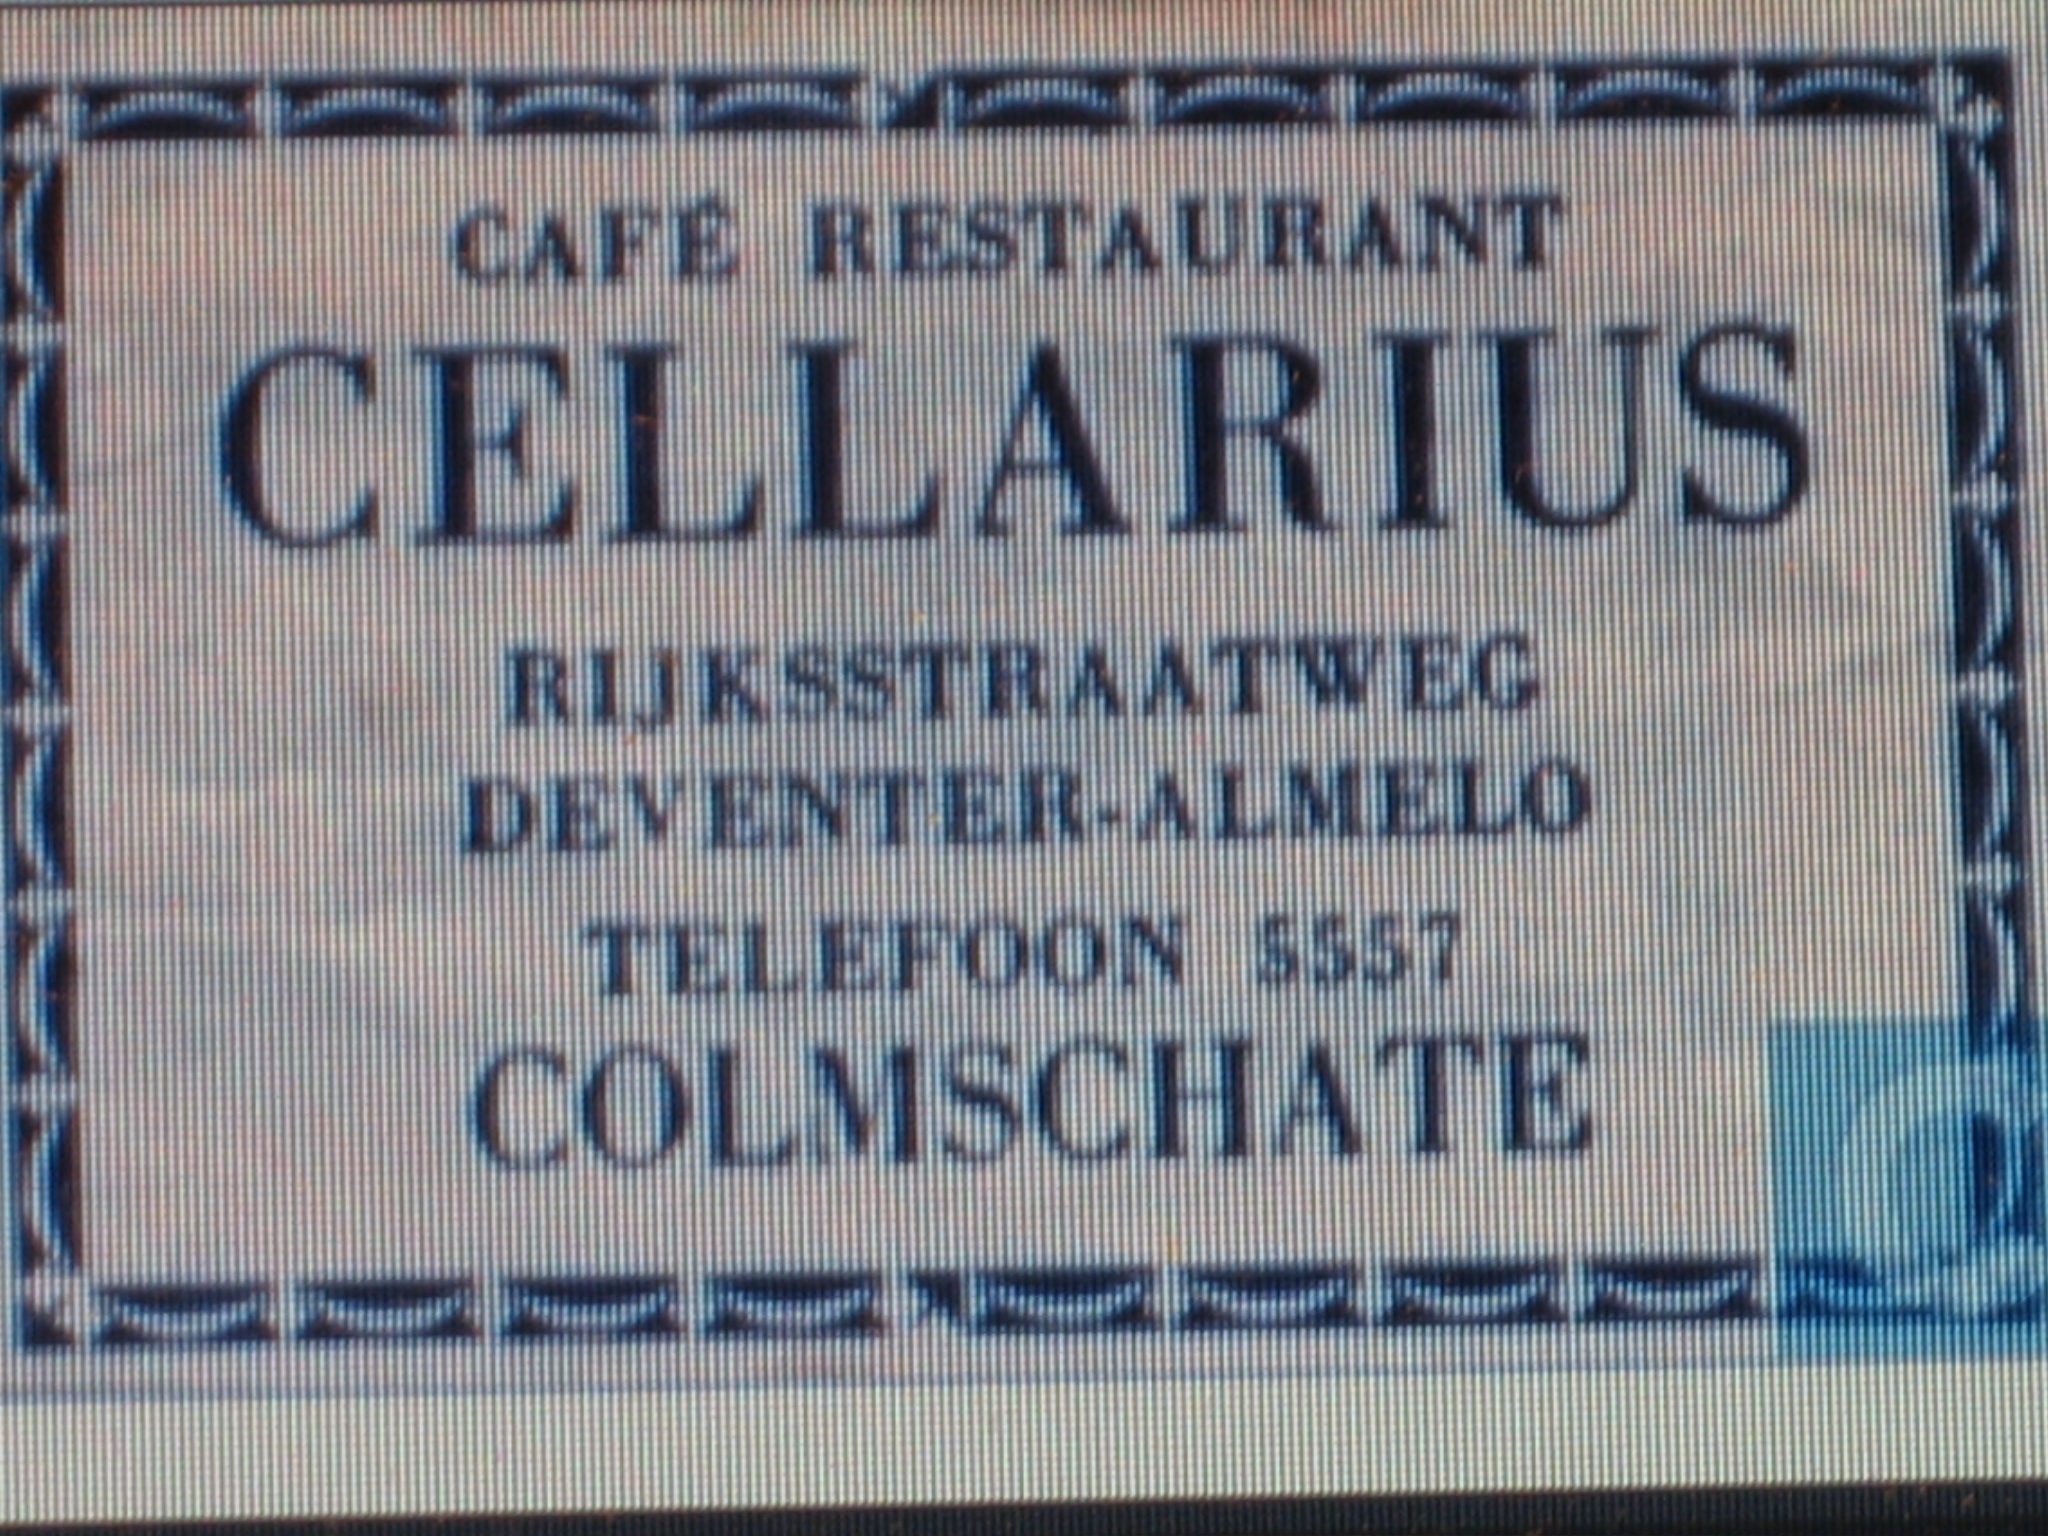 CAFÉ RESTAURANT
CELLARIUS
RIJKSSTRAATWEG
DEVENTER-ALMELO
TELEFOON 5557
COLMSCHATE